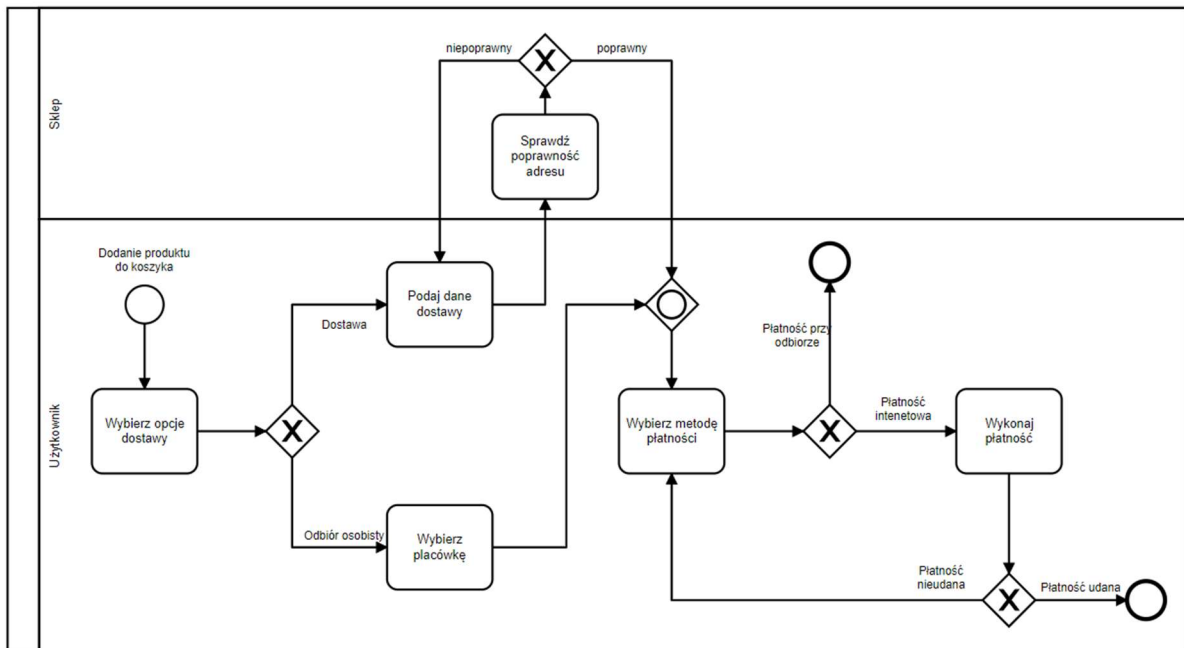 Sklep
niepoprawny
poprawny
Sprawdź
poprawność
adresu
Użytkownik
Dodanie produktu
do koszyka
Wybierz opcje
dostawy
Dostawa
Podaj dane
dostawy
Odbiór osobisty
Wybierz
placówkę
Wybierz metodę
płatności
Płatność przy
odbiorze
Płatność
intenetowa
Wykonaj
płatność
Płatność
nieudana
Płatność udana